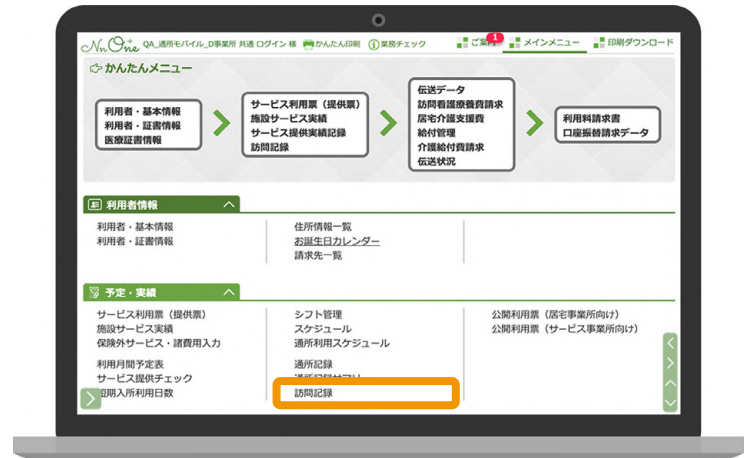 NnOne QA_通所モバイル_D事業所 共通 ログイン 様 かんたん印刷 業務チェック ご案内 1 メインメニュー 印刷ダウンロード
かんたんメニュー
利用者・基本情報
利用者・証書情報
医療証書情報
サービス利用票（提供票）
施設サービス実績
サービス提供実績記録
訪問記録
伝送データ
訪問看護療養費請求
居宅介護支援費
給付管理
介護給付費請求
伝送状況
利用料請求書
口座振替請求データ
利用者情報
利用者・基本情報
利用者・証書情報
住所情報一覧
お誕生日カレンダー
請求先一覧
予定・実績
サービス利用票（提供票）
施設サービス実績
保険外サービス・諸費用入力
利用月間予定表
サービス提供チェック
短期入所利用日数
シフト管理
スケジュール
通所利用スケジュール
通所記録
訪問記録
公開利用票（居宅事業所向け）
公開利用票（サービス事業所向け）